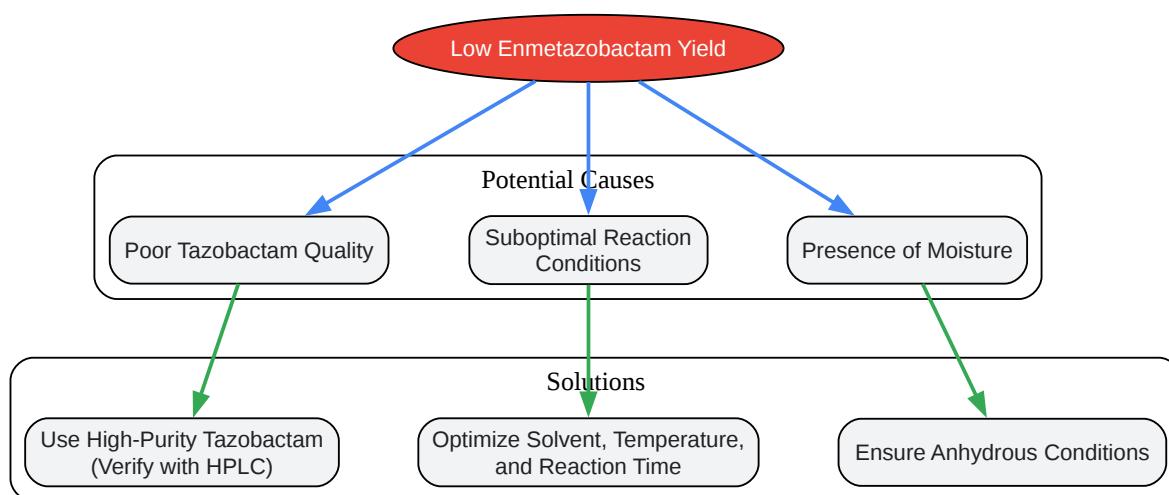 Low Enmetazobactam Yield
Potential Causes
Poor Tazobactam Quality
Suboptimal Reaction
Conditions
Presence of Moisture
Solutions
Use High-Purity Tazobactam
(Verify with HPLC)
Optimize Solvent, Temperature,
and Reaction Time
Ensure Anhydrous Conditions